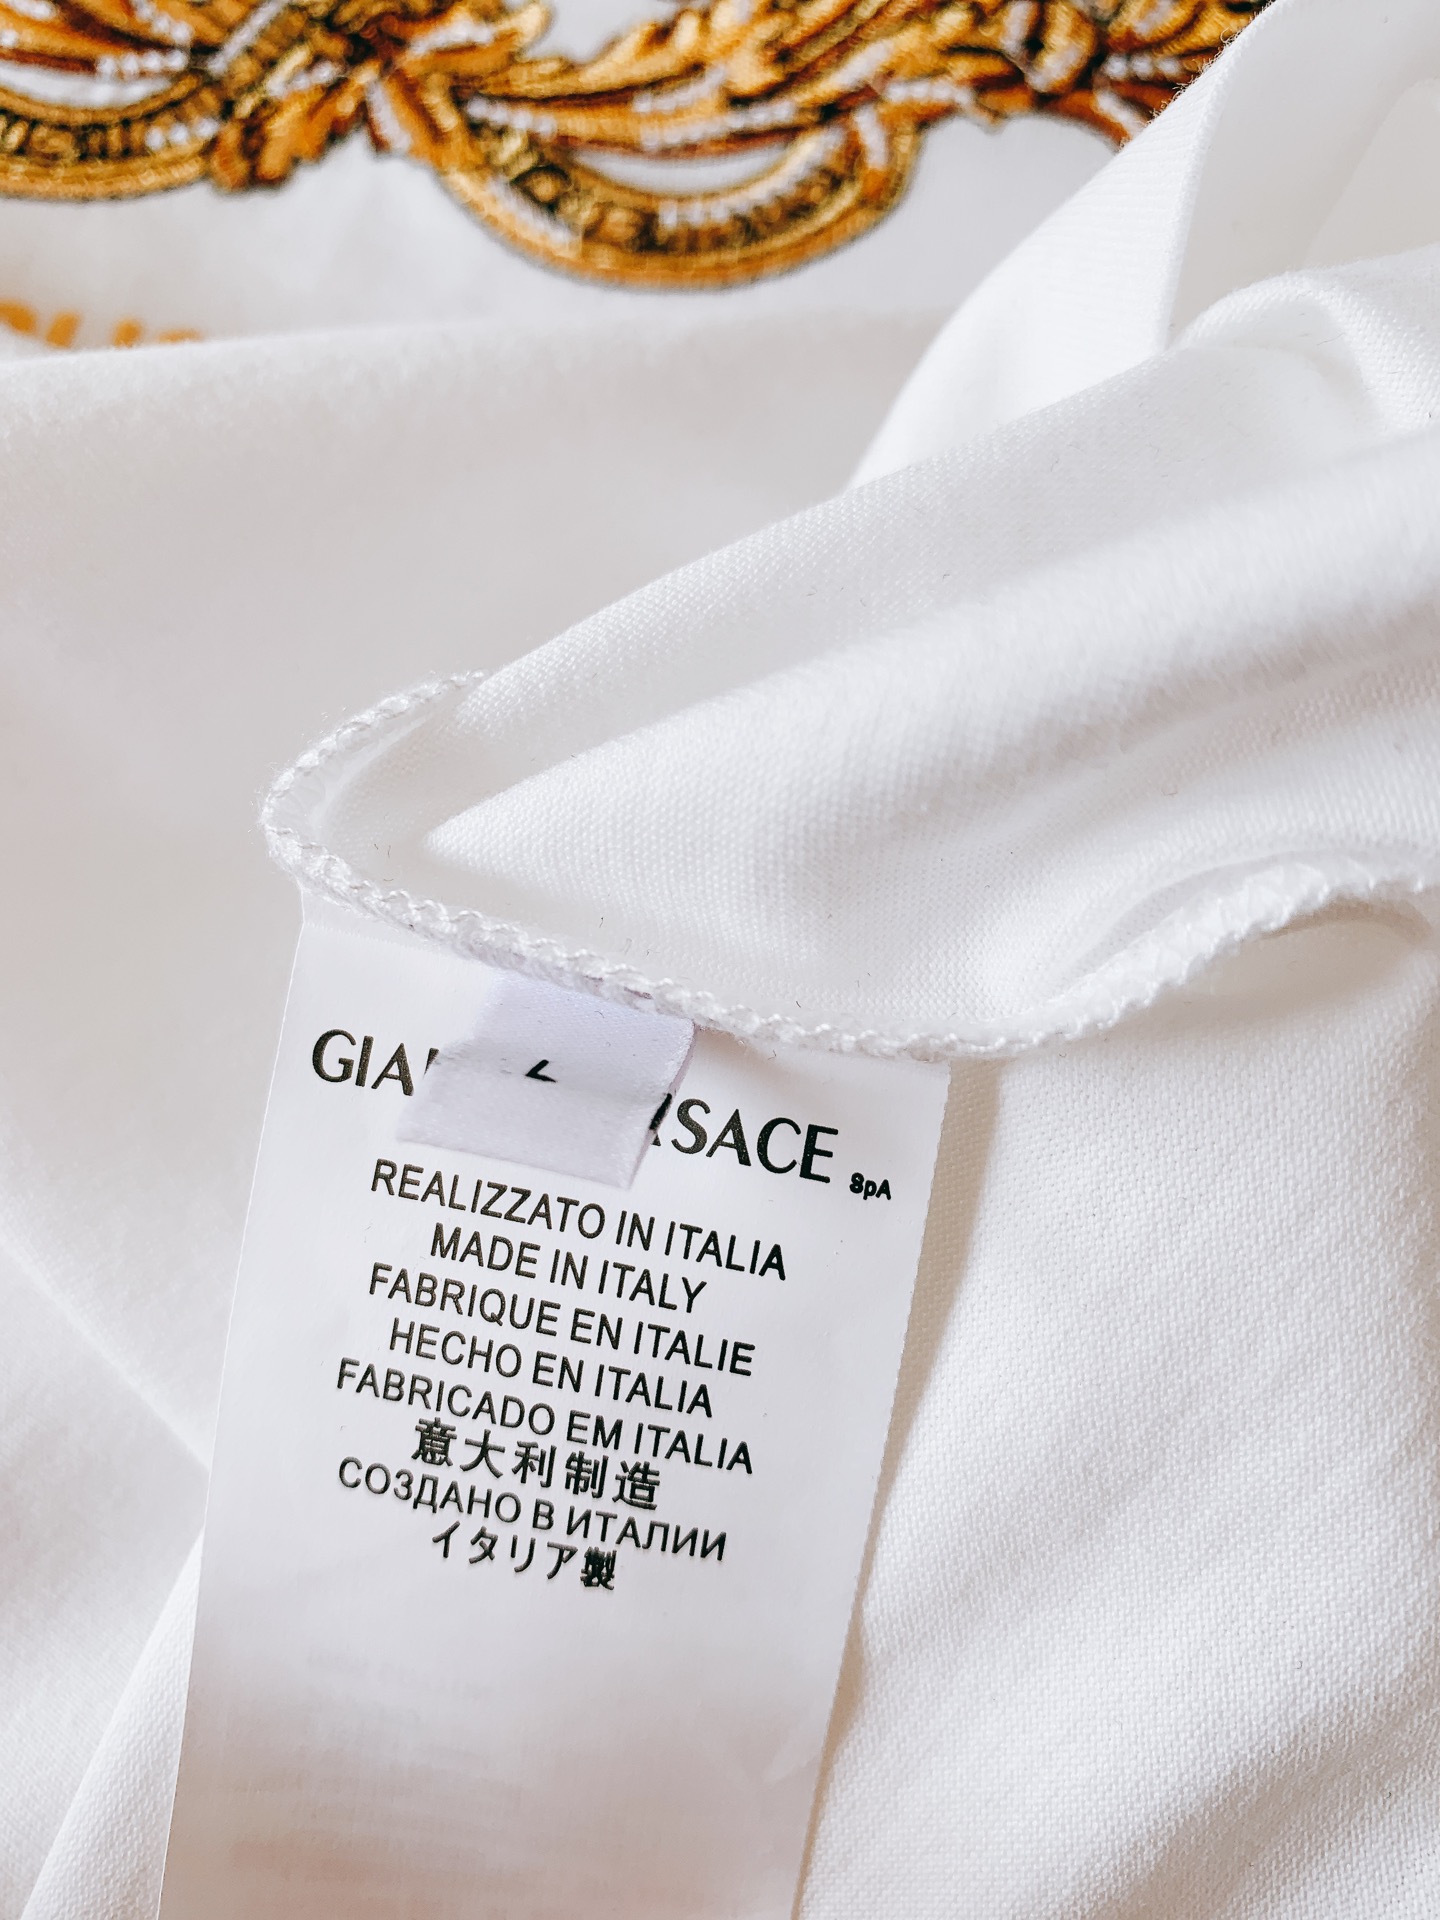 SACE SpA
REALIZZATO IN ITALIA
MADE IN ITALY
FABRIQUE EN ITALIE
HECHO EN ITALIA
FABRICADO EM ITALIA
意大利制造
СОЗДАНО В ИТАЛИИ
イタリア製